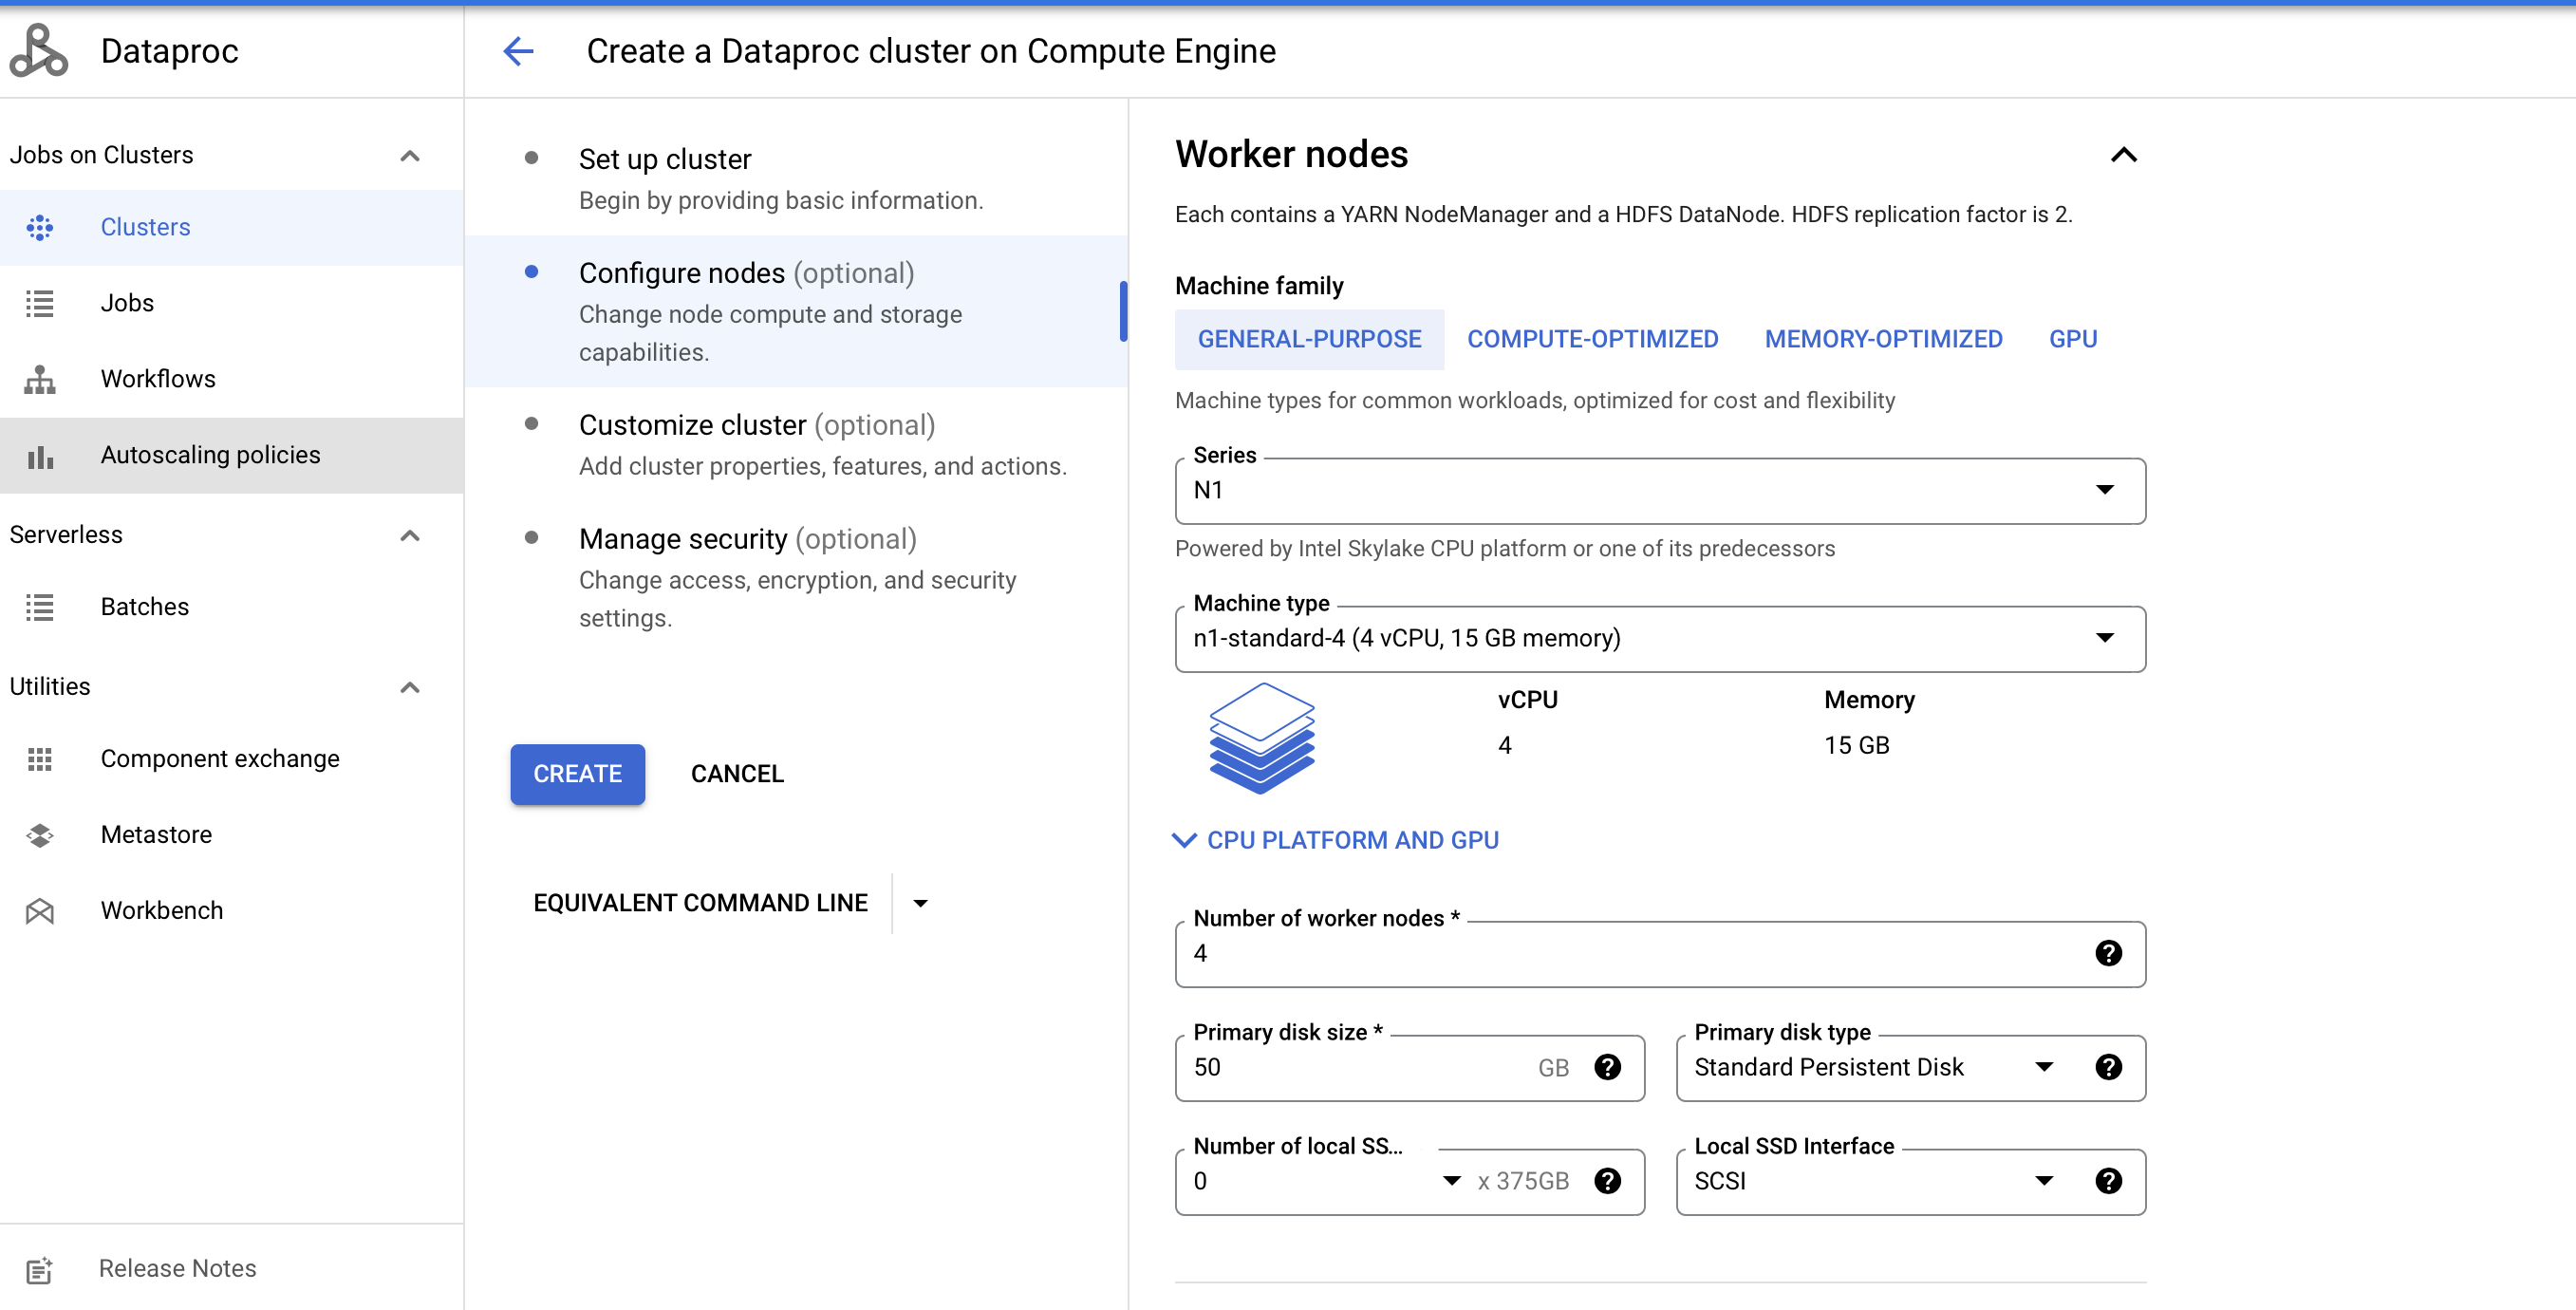 Dataproc
Create a Dataproc cluster on Compute Engine
Jobs on Clusters
Clusters
Jobs
Workflows
Autoscaling policies
Serverless
Batches
Utilities
Component exchange
Metastore
Workbench
Release Notes
Set up cluster
Begin by providing basic information.
Configure nodes (optional)
Change node compute and storage
capabilities.
Customize cluster (optional)
Add cluster properties, features, and actions.
Manage security (optional)
Change access, encryption, and security
settings.
CREATE CANCEL
EQUIVALENT COMMAND LINE
Worker nodes
Each contains a YARN NodeManager and a HDFS DataNode. HDFS replication factor is 2.
Machine family
GENERAL-PURPOSE COMPUTE-OPTIMIZED MEMORY-OPTIMIZED GPU
Machine types for common workloads, optimized for cost and flexibility
Series
N1
Powered by Intel Skylake CPU platform or one of its predecessors
Machine type
n1-standard-4 (4 vCPU, 15 GB memory)
vCPU Memory
4 15 GB
CPU PLATFORM AND GPU
Number of worker nodes *
4 ?
Primary disk size * Primary disk type
50 GB ? Standard Persistent Disk ?
Number of local SS... Local SSD Interface
0 x 375GB ? SCSI ?